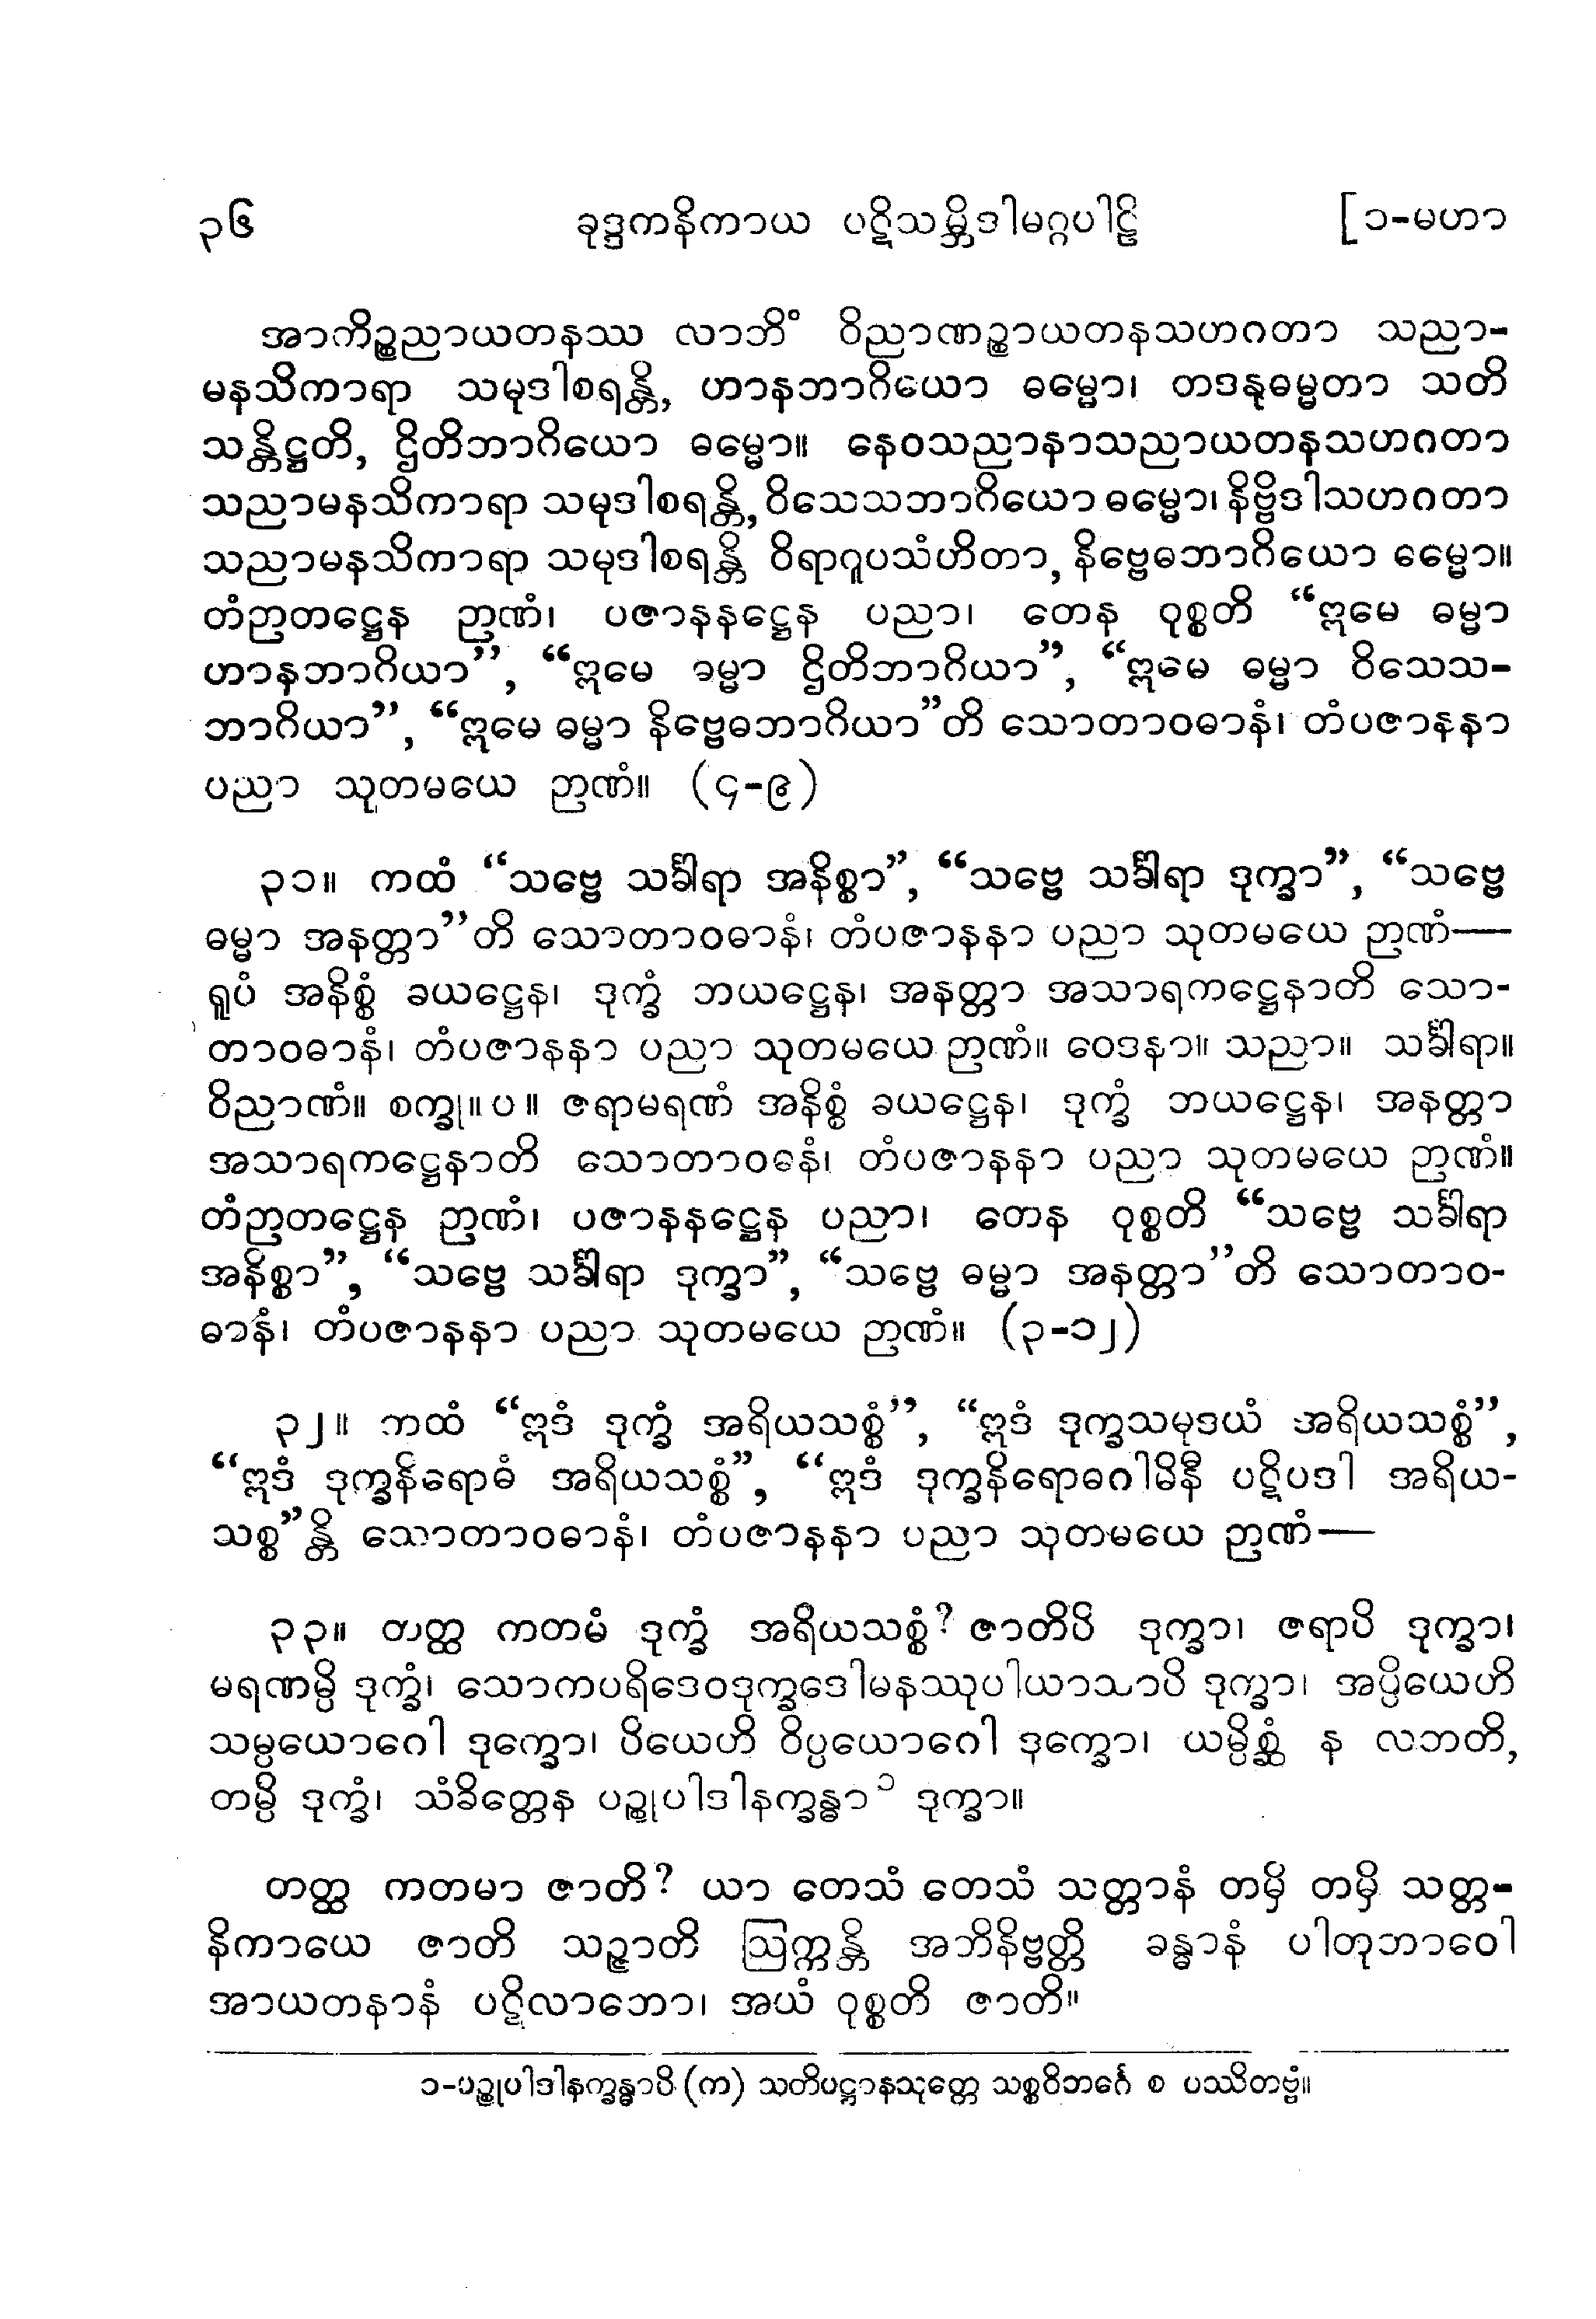 ၃၆ ခုဒ္ဒကနိကာယ ပဋိသမ္ဘိဒါမဂ္ဂပါဠိ [၁-မဟာ
အာကိဉ္စညာယတနဿ လာဘိံ ဝိညာဏဉ္စာယတနသဟဂတာ သညာ-
မနသိကာရာ သမုဒါစရန္တိ, ဟာနဘာဂိယော ဓမ္မော၊ တဒနုဓမ္မတာ သတိ
သန္တိဋ္ဌတိ, ဌိတိဘာဂိယော ဓမ္မော။ နေဝသညာနာသညာယတနသဟဂတာ
သညာမနသိကာရာ သမုဒါစရန္တိ, ဝိသေသဘာဂိယော ဓမ္မော၊ နိဗ္ဗိဒါသဟဂတာ
သညာမနသိကာရာ သမုဒါစရန္တိ ဝိရာဂူပသံဟိတာ, နိဗ္ဗေဓဘာဂိယော ဓမ္မော။
တံဉာတဋ္ဌေန ဉာဏံ၊ ပဇာနနဋ္ဌေန ပညာ၊ တေန ဝုစ္စတိ “ဣမေ ဓမ္မာ
ဟာနဘာဂိယာ”, “ဣမေ ဓမ္မာ ဌိတိဘာဂိယာ”, “ဣမေ ဓမ္မာ ဝိသေသ-
ဘာဂိယာ”, “ဣမေ ဓမ္မာ နိဗ္ဗေဓဘာဂိယာ”တိ သောတာဝဓာနံ၊ တံပဇာနနာ
ပညာ သုတမယေ ဉာဏံ။ (၄-၉)
၃၁။ ကထံ “သဗ္ဗေ သင်္ခါရာ အနိစ္စာ”, “သဗ္ဗေ သင်္ခါရာ ဒုက္ခာ”, “သဗ္ဗေ
ဓမ္မာ အနတ္တာ”တိ သောတာဝဓာနံ၊ တံပဇာနနာ ပညာ သုတမယေ ဉာဏံ—
ရူပံ အနိစ္စံ ခယဋ္ဌေန၊ ဒုက္ခံ ဘယဋ္ဌေန၊ အနတ္တာ အသာရကဋ္ဌေနာတိ သော-
တာဝဓာနံ၊ တံပဇာနနာ ပညာ သုတမယေ ဉာဏံ။ ဝေဒနာ။ သညာ။ သင်္ခါရာ။
ဝိညာဏံ။ စက္ခု။ပ။ ဇရာမရဏံ အနိစ္စံ ခယဋ္ဌေန၊ ဒုက္ခံ ဘယဋ္ဌေန၊ အနတ္တာ
အသာရကဋ္ဌေနာတိ သောတာဝဓာနံ၊ တံပဇာနနာ ပညာ သုတမယေ ဉာဏံ။
တံဉာတဋ္ဌေန ဉာဏံ၊ ပဇာနနဋ္ဌေန ပညာ၊ တေန ဝုစ္စတိ “သဗ္ဗေ သင်္ခါရာ
အနိစ္စာ”, “သဗ္ဗေ သင်္ခါရာ ဒုက္ခာ”, “သဗ္ဗေ ဓမ္မာ အနတ္တာ”တိ သောတာဝ-
ဓာနံ၊ တံပဇာနနာ ပညာ သုတမယေ ဉာဏံ။ (၃-၁၂)
၃၂။ ကထံ “ဣဒံ ဒုက္ခံ အရိယသစ္စံ”, “ဣဒံ ဒုက္ခသမုဒယံ အရိယသစ္စံ”,
“ဣဒံ ဒုက္ခနိရောဓံ အရိယသစ္စံ”, “ဣဒံ ဒုက္ခနိရောဓဂါမိနီ ပဋိပဒါ အရိယ-
သစ္စ”န္တိ သောတာဝဓာနံ၊ တံပဇာနနာ ပညာ သုတမယေ ဉာဏံ—
၃၃။ တတ္ထ ကတမံ ဒုက္ခံ အရိယသစ္စံ? ဇာတိပိ ဒုက္ခာ၊ ဇရာပိ ဒုက္ခာ၊
မရဏမ္ပိ ဒုက္ခံ၊ သောကပရိဒေဝဒုက္ခဒေါမနဿုပါယာသာပိ ဒုက္ခာ၊ အပ္ပိယေဟိ
သမ္ပယောဂေါ ဒုက္ခော၊ ပိယေဟိ ဝိပ္ပယောဂေါ ဒုက္ခော၊ ယမ္ပိစ္ဆံ န လဘတိ,
တမ္ပိ ဒုက္ခံ၊ သံခိတ္တေန ပဉ္စုပါဒါနက္ခန္ဓာ ၁ ဒုက္ခာ။
တတ္ထ ကတမာ ဇာတိ? ယာ တေသံ တေသံ သတ္တာနံ တမှိ တမှိ သတ္တ-
နိကာယေ ဇာတိ သဉ္ဇာတိ ဩက္ကန္တိ အဘိနိဗ္ဗတ္တိ ခန္ဓာနံ ပါတုဘာဝေါ
အာယတနာနံ ပဋိလာဘော၊ အယံ ဝုစ္စတိ ဇာတိ။
၁-ပဉ္စုပါဒါနက္ခန္ဓာပိ (က) သတိပဋ္ဌာနသုတ္တေ သစ္စဝိဘင်္ဂေ စ ပဿိတဗ္ဗံ။